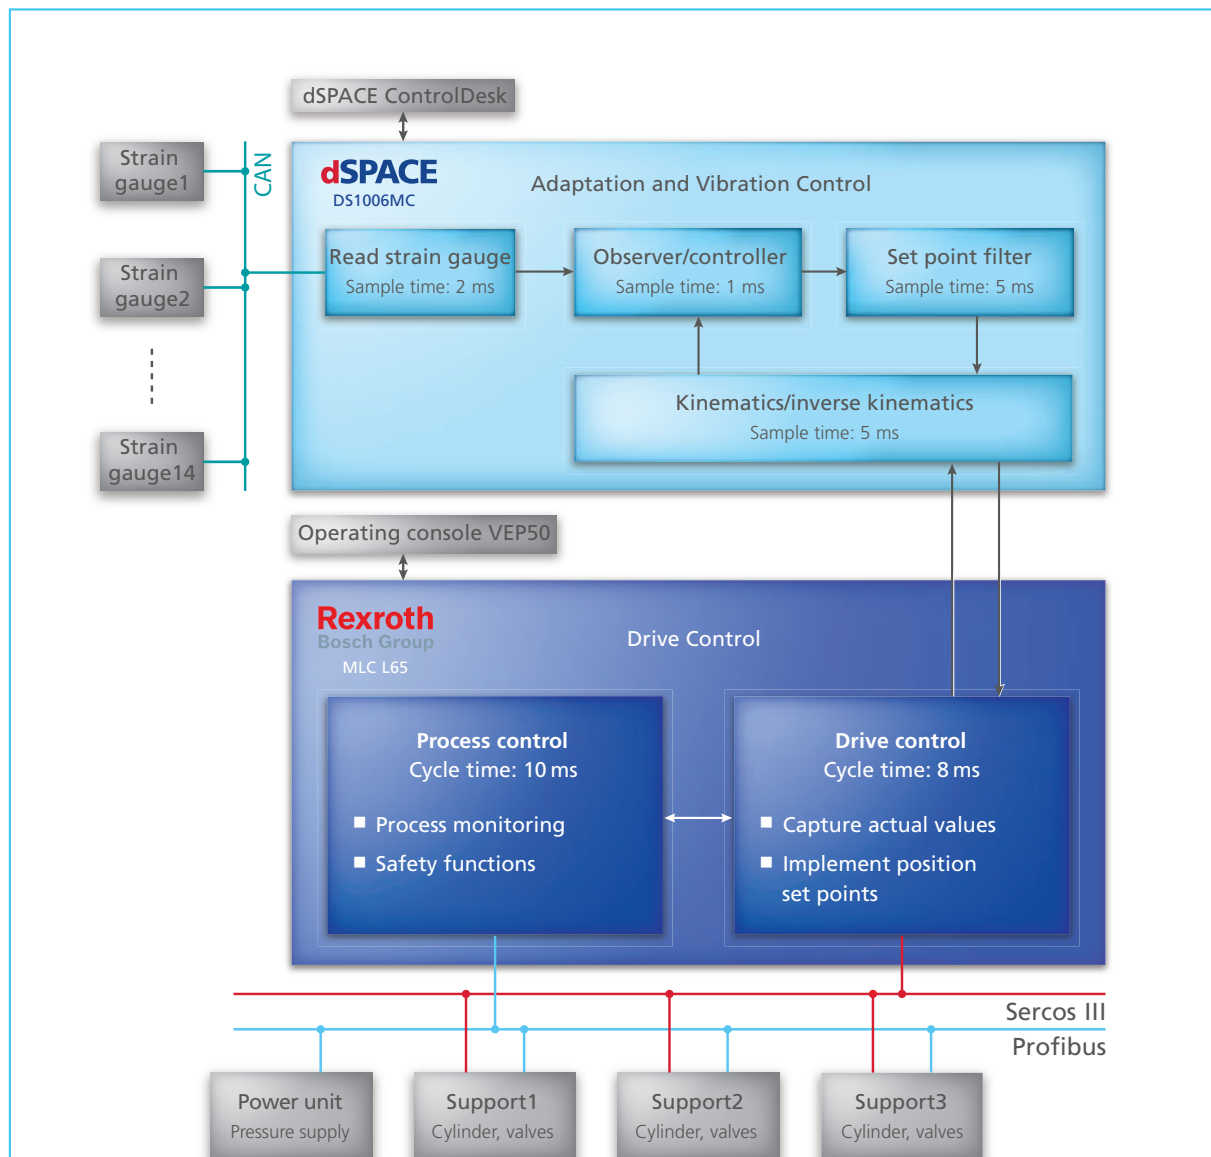 dSPACE ControlDesk
Strain
gauge1
CAN
dSPACE
DS1006MC
Adaptation and Vibration Control
Read strain gauge
Sample time: 2 ms
Observer/controller
Sample time: 1 ms
Set point filter
Sample time: 5 ms
Strain
gauge2
Kinematics/inverse kinematics
Sample time: 5 ms
Strain
gauge14
Operating console VEP50
Rexroth
Bosch Group
MLC L65
Drive Control
Process control
Cycle time: 10 ms
■ Process monitoring
■ Safety functions
Drive control
Cycle time: 8 ms
■ Capture actual values
■ Implement position
set points
Sercos III
Profibus
Power unit
Pressure supply
Support1
Cylinder, valves
Support2
Cylinder, valves
Support3
Cylinder, valves